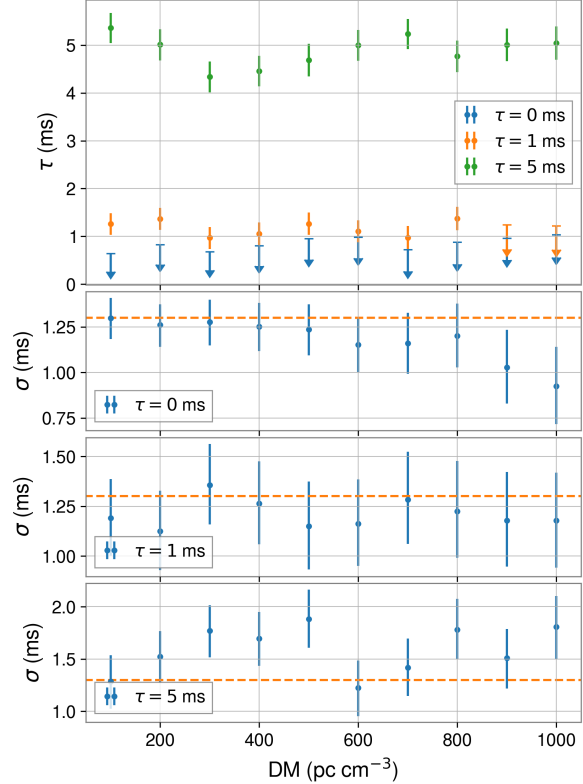 5
4
3
2
1
0
τ (ms)
τ = 0 ms
τ = 1 ms
τ = 5 ms
1.25
1.00
0.75
σ (ms)
τ = 0 ms
1.50
1.25
1.00
σ (ms)
τ = 1 ms
2.0
1.5
1.0
σ (ms)
τ = 5 ms
200 400 600 800 1000
DM (pc cm⁻³)